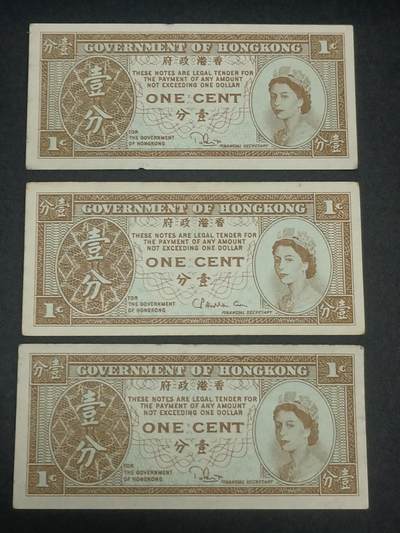 分壹 GOVERNMENT OF HONGKONG 1¢
府政港香
THESE NOTES ARE LEGAL TENDER FOR
THE PAYMENT OF ANY AMOUNT
NOT EXCEEDING ONE DOLLAR
壹分
ONE CENT
分壹
FOR
THE GOVERNMENT
OF HONGKONG
FINANCIAL SECRETARY
1¢ 分壹
分壹 GOVERNMENT OF HONGKONG 1¢
府政港香
THESE NOTES ARE LEGAL TENDER FOR
THE PAYMENT OF ANY AMOUNT
NOT EXCEEDING ONE DOLLAR
壹分
ONE CENT
分壹
FOR
THE GOVERNMENT
OF HONGKONG
FINANCIAL SECRETARY
1¢ 分壹
分壹 GOVERNMENT OF HONGKONG 1¢
府政港香
THESE NOTES ARE LEGAL TENDER FOR
THE PAYMENT OF ANY AMOUNT
NOT EXCEEDING ONE DOLLAR
壹分
ONE CENT
分壹
FOR
THE GOVERNMENT
OF HONGKONG
FINANCIAL SECRETARY
1¢ 分壹